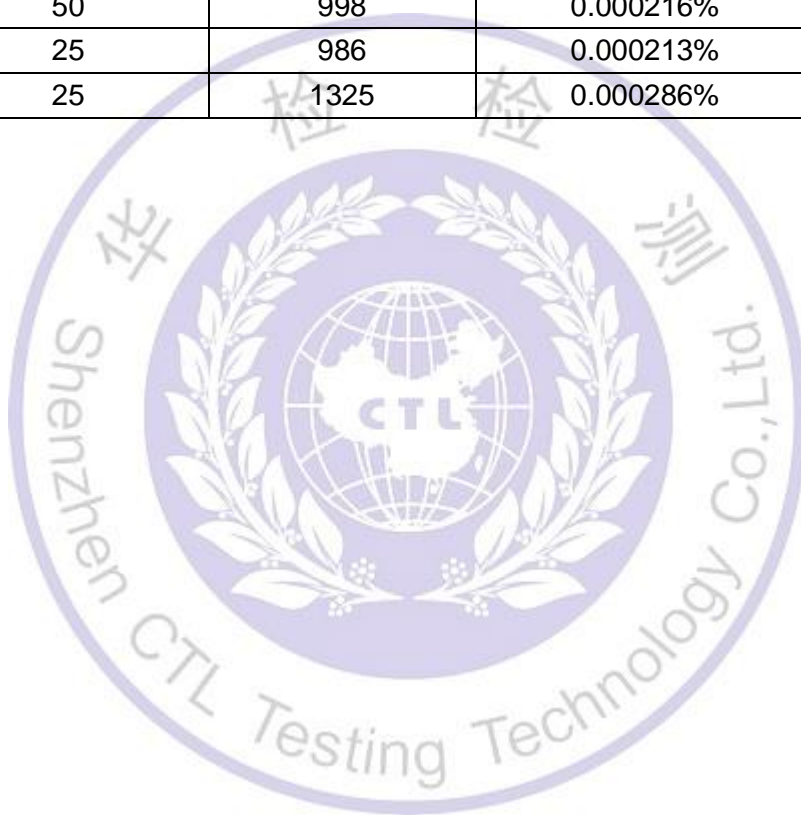 50 998 0.000216%
25 986 0.000213%
25 1325 0.000286%
华 检 检 测
Shenzhen CTL Testing Technology Co.,Ltd.
CTL